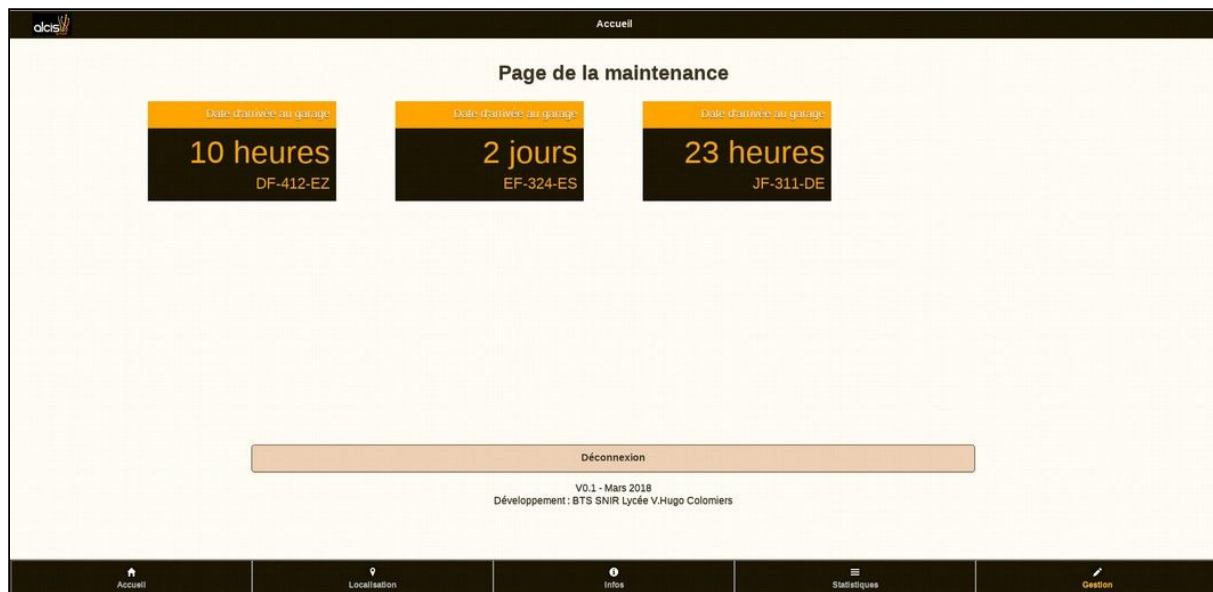 alcis
Accueil
Page de la maintenance
Date d'arrivée au garage
10 heures
DF-412-EZ
Date d'arrivée au garage
2 jours
EF-324-ES
Date d'arrivée au garage
23 heures
JF-311-DE
Déconnexion
V0.1 - Mars 2018
Développement : BTS SNIR Lycée V.Hugo Colomiers
Accueil
Localisation
Infos
Statistiques
Gestion